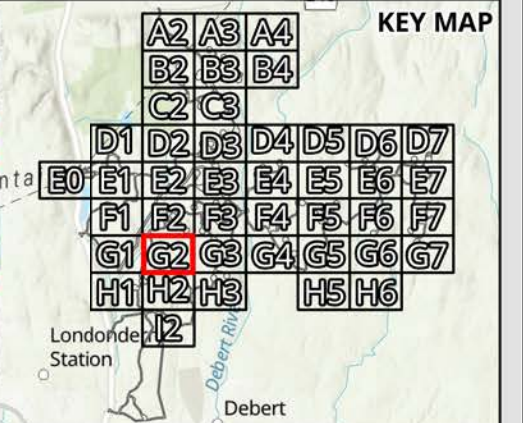 KEY MAP
A2 A3 A4
B2 B3 B4
C2 C3
D1 D2 D3 D4 D5 D6 D7
E0 E1 E2 E3 E4 E5 E6 E7
F1 F2 F3 F4 F5 F6 F7
G1 G2 G3 G4 G5 G6 G7
H1 H2 H3 H5 H6
I2
Station
Debert
Debert